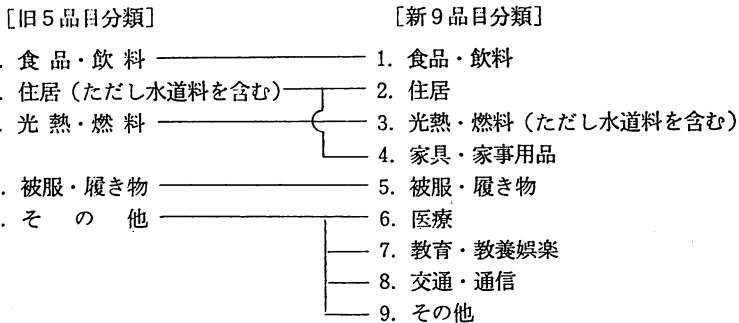 ［旧5品目分類］ ［新9品目分類］
. 食品・飲料 1. 食品・飲料
. 住居（ただし水道料を含む） 2. 住居
. 光熱・燃料 3. 光熱・燃料（ただし水道料を含む）
4. 家具・家事用品
. 被服・履き物 5. 被服・履き物
. その他 6. 医療
7. 教育・教養娯楽
8. 交通・通信
9. その他